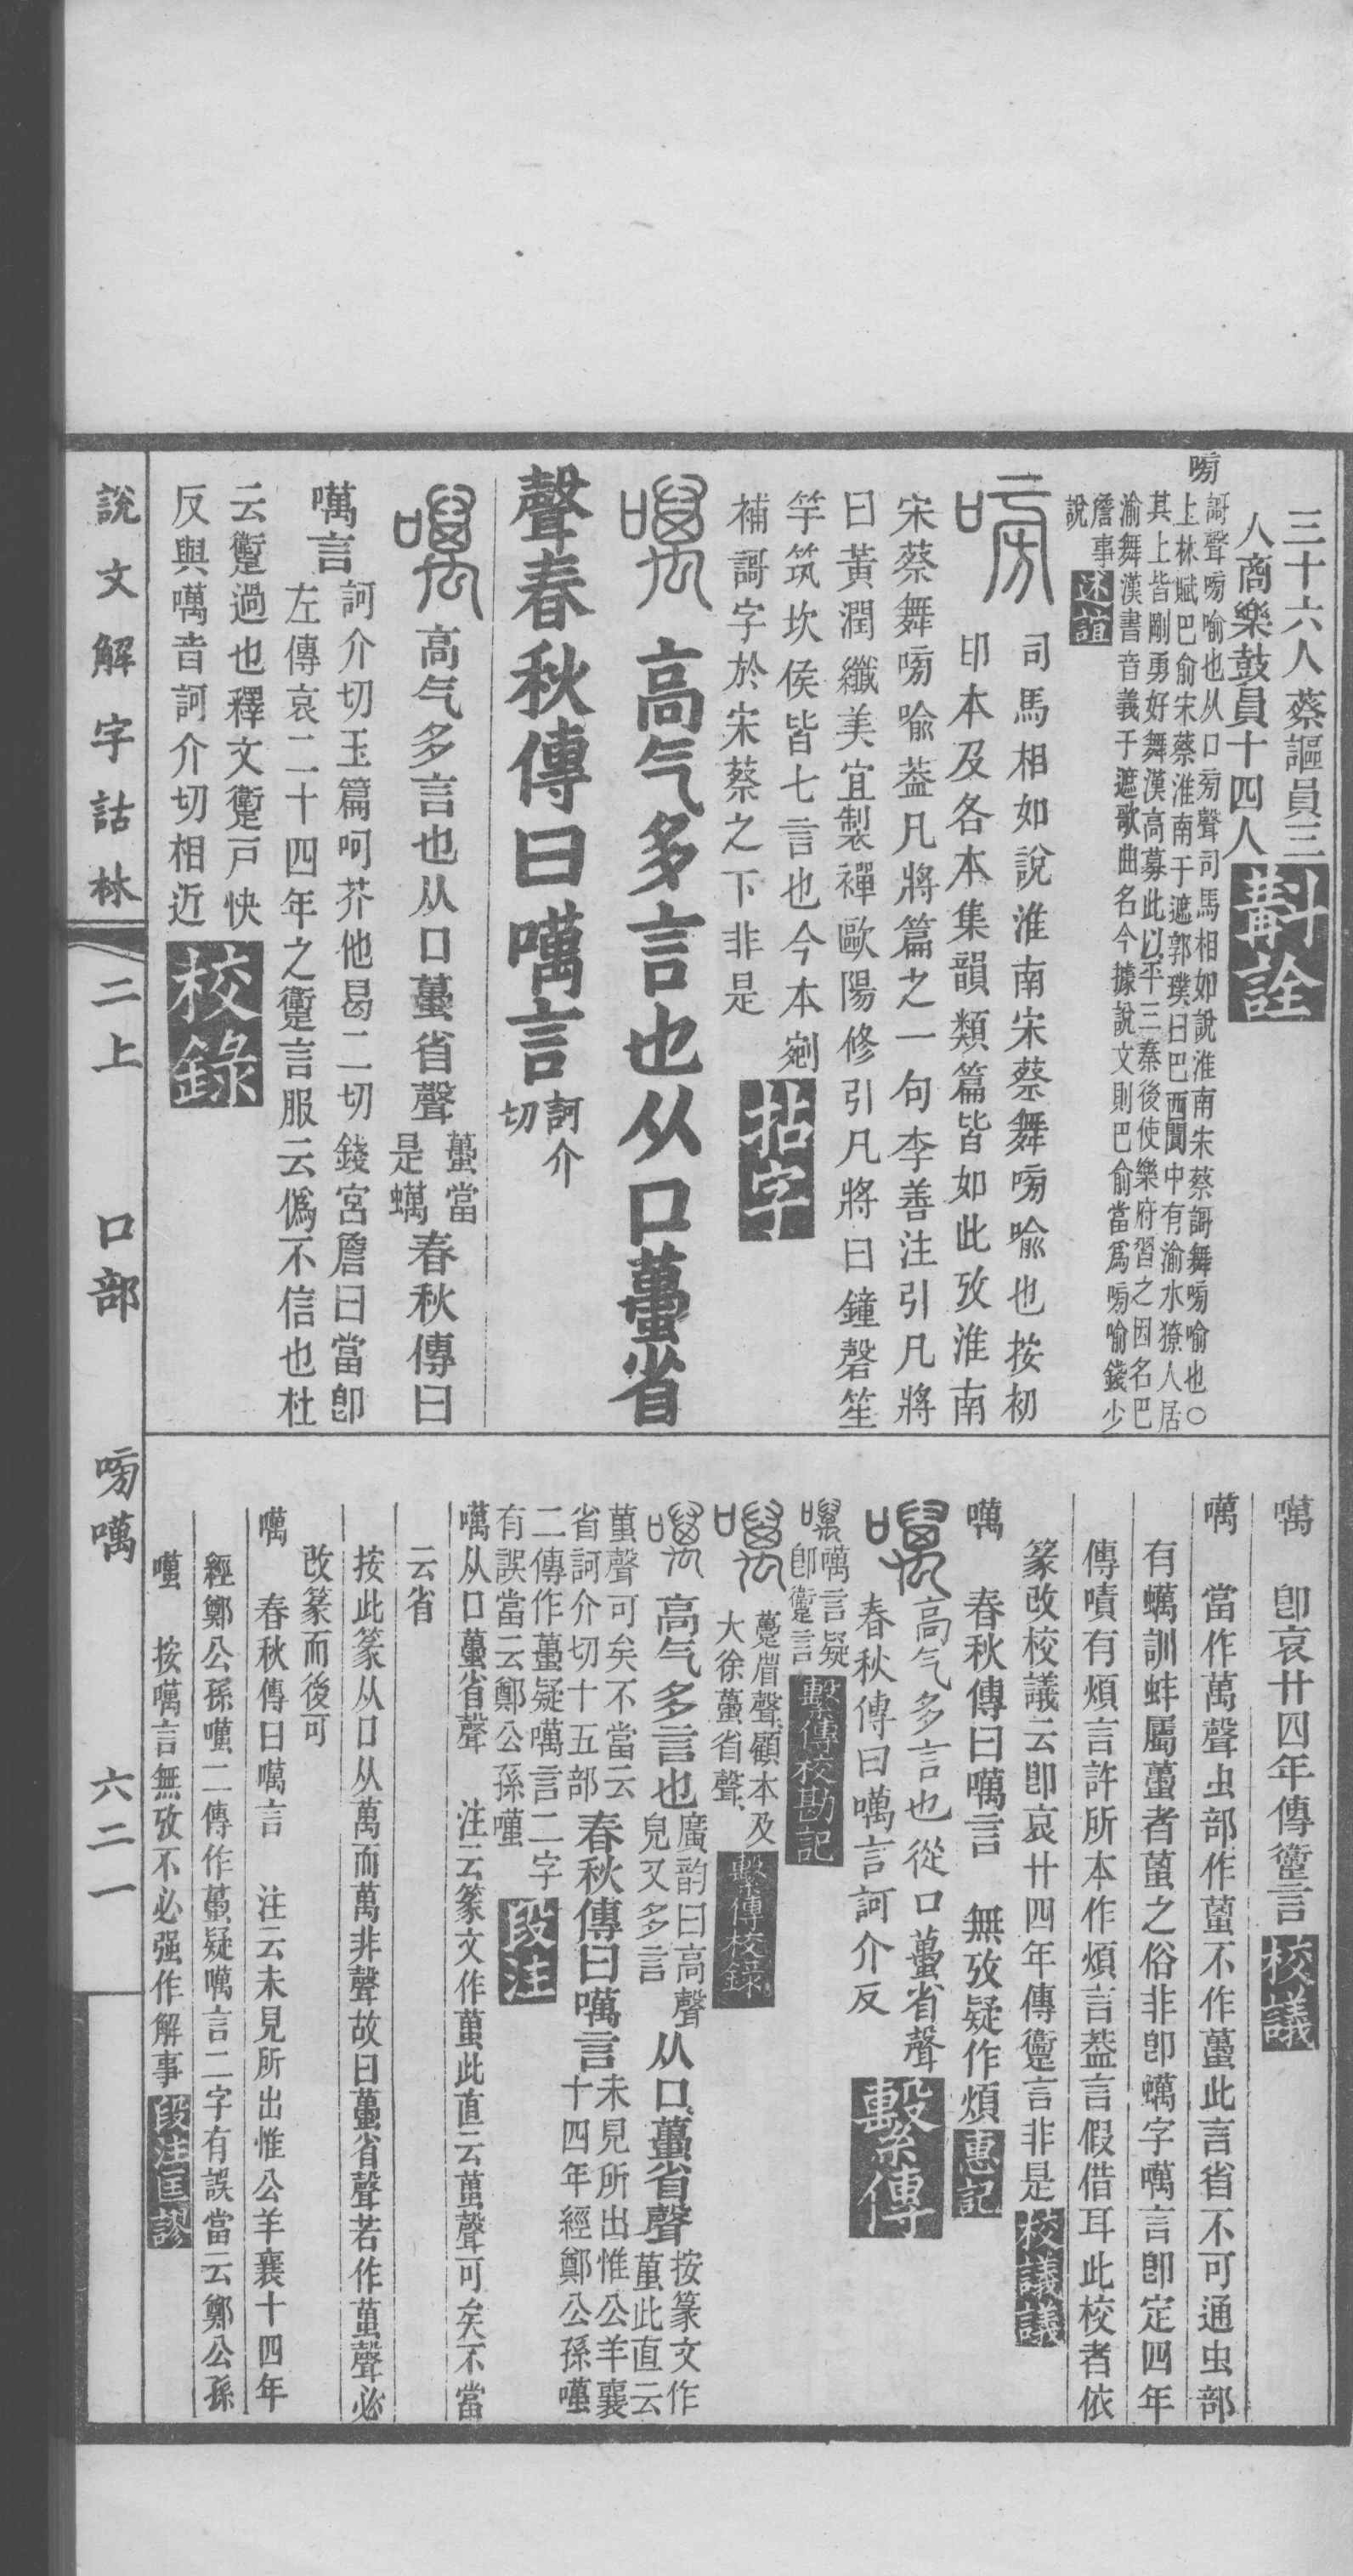 三十六人蔡謳員三
人商樂鼓員十四人斠詮
㗬謌聲㗬喻也从口㫄聲司馬相如說淮南宋蔡謌舞㗬喻也○
上林賦巴俞宋蔡淮南于遮郭璞曰巴西閬中有渝水獠人居
其上皆剛勇好舞漢高募此以平三秦後使樂府習之因名巴
渝舞漢書音義于遮歌曲名今據說文則巴俞當爲㗬喻錢少
詹事說述誼
司馬相如說淮南宋蔡舞㗬喻也按初
印本及各本集韻類篇皆如此攷淮南
宋蔡舞㗬喻葢凡將篇之一句李善注引凡將
曰黃潤纖美宜製襌歐陽修引凡將曰鐘磬笙
竽筑坎侯皆七言也今本剜
補謌字於宋蔡之下非是拈字
高气多言也从口蠆省
聲春秋傳曰噧言訶介切
高气多言也从口蠆省聲蠆當是蠇春秋傳曰
噧言訶介切玉篇呵芥他曷二切錢宮詹曰當卽
左傳哀二十四年之躗言服云僞不信也杜
云躗過也釋文躗戸快
反與噧音訶介切相近校錄
噧卽哀廿四年傳躗言校議
噧當作萬聲虫部作蠆不作蠆此言省不可通虫部
有蠇訓蚌屬蠆者蠆之俗非卽蠇字噧言卽定四年
傳嘖有煩言許所本作煩言葢言假借耳此校者依
篆改校議云卽哀廿四年傳躗言非是校議議
噧春秋傳曰噧言無攷疑作煩惠記
高气多言也從口蠆省聲
春秋傳曰噧言訶介反繫傳
噧噧言疑卽躗言繫傳校勘記
蠆省聲顧本及
大徐蠆省聲繫傳校錄
高气多言也廣韵曰高聲皃又多言从口蠆省聲按篆文作萬此直云
萬聲可矣不當云省訶介切十五部春秋傳曰噧言未見所出惟公羊襄十四年經鄭公孫囆
二傳作蠆疑噧言二字有誤當云鄭公孫囆段注
噧从口蠆省聲注云篆文作萬此直云萬聲可矣不當
云省
按此篆从口从萬而萬非聲故曰蠆省聲若作萬聲必
改篆而後可
噧春秋傳曰噧言注云未見所出惟公羊襄十四年
經鄭公孫囆二傳作蠆疑噧言二字有誤當云鄭公孫
囆按噧言無攷不必强作解事段注匡謬
說文解字詁林 二上 口部 㗬噧 六二一